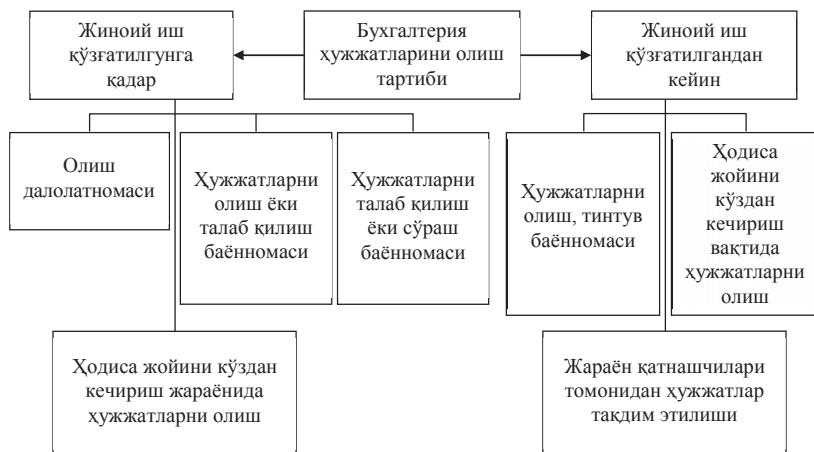 Жиноий иш
қўзғатилгунга
қадар
Бухгалтерия
ҳужжатларини олиш
тартиби
Жиноий иш
қўзғатилгандан
кейин
Олиш
далолатномаси
Ҳужжатларни
олиш ёки
талаб қилиш
баённомаси
Ҳужжатларни
талаб қилиш
ёки сўраш
баённомаси
Ҳужжатларни
олиш, тинтув
баённомаси
Ҳодиса
жойини
кўздан
кечириш
вақтида
ҳужжатларни
олиш
Ҳодиса жойини кўздан
кечириш жараёнида
ҳужжатларни олиш
Жараён қатнашчилари
томонидан ҳужжатлар
тақдим этилиши